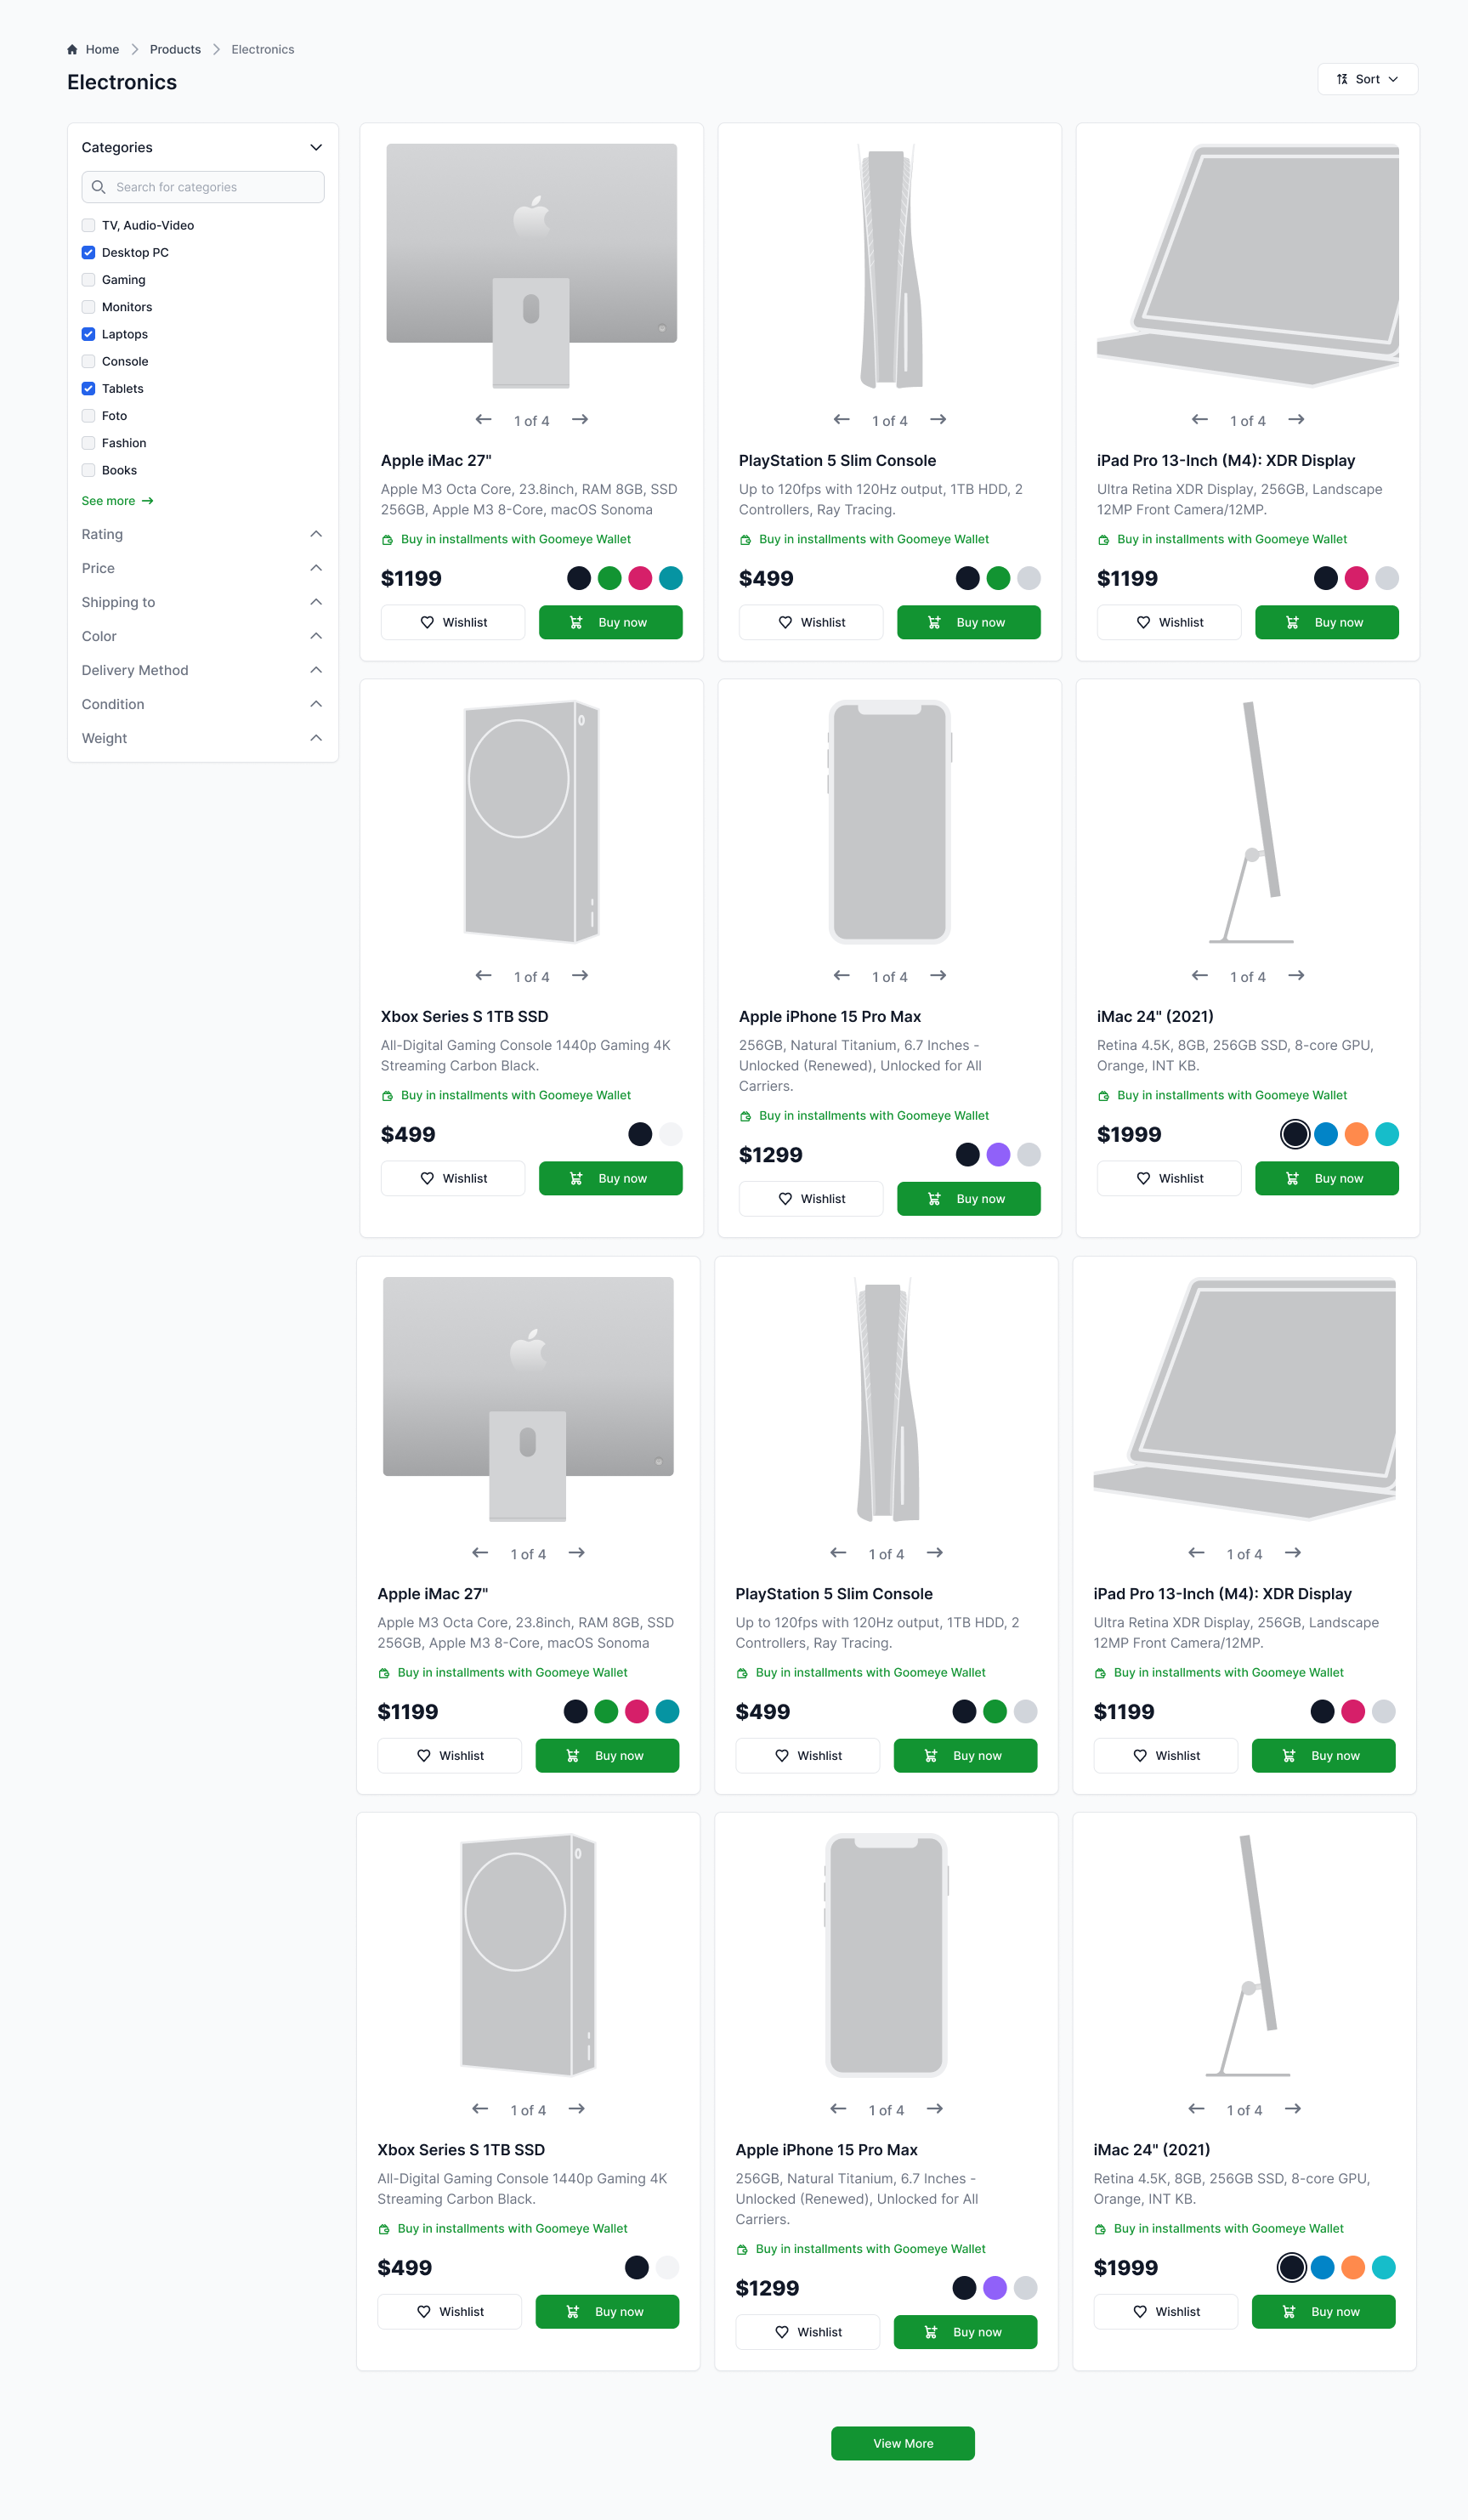 Home
Products
Electronics
Electronics
Sort
Categories
Search for categories
TV, Audio-Video
Desktop PC
Gaming
Monitors
Laptops
Console
Tablets
Foto
Fashion
Books
See more
Rating
Price
Shipping to
Color
Delivery Method
Condition
Weight
1 of 4
Apple iMac 27"
Apple M3 Octa Core, 23.8inch, RAM 8GB, SSD
256GB, Apple M3 8-Core, macOS Sonoma
Buy in installments with Goomeye Wallet
$1199
Wishlist
Buy now
1 of 4
PlayStation 5 Slim Console
Up to 120fps with 120Hz output, 1TB HDD, 2
Controllers, Ray Tracing.
Buy in installments with Goomeye Wallet
$499
Wishlist
Buy now
1 of 4
iPad Pro 13-Inch (M4): XDR Display
Ultra Retina XDR Display, 256GB, Landscape
12MP Front Camera/12MP.
Buy in installments with Goomeye Wallet
$1199
Wishlist
Buy now
1 of 4
Xbox Series S 1TB SSD
All-Digital Gaming Console 1440p Gaming 4K
Streaming Carbon Black.
Buy in installments with Goomeye Wallet
$499
Wishlist
Buy now
1 of 4
Apple iPhone 15 Pro Max
256GB, Natural Titanium, 6.7 Inches -
Unlocked (Renewed), Unlocked for All
Carriers.
Buy in installments with Goomeye Wallet
$1299
Wishlist
Buy now
1 of 4
iMac 24" (2021)
Retina 4.5K, 8GB, 256GB SSD, 8-core GPU,
Orange, INT KB.
Buy in installments with Goomeye Wallet
$1999
Wishlist
Buy now
1 of 4
Apple iMac 27"
Apple M3 Octa Core, 23.8inch, RAM 8GB, SSD
256GB, Apple M3 8-Core, macOS Sonoma
Buy in installments with Goomeye Wallet
$1199
Wishlist
Buy now
1 of 4
PlayStation 5 Slim Console
Up to 120fps with 120Hz output, 1TB HDD, 2
Controllers, Ray Tracing.
Buy in installments with Goomeye Wallet
$499
Wishlist
Buy now
1 of 4
iPad Pro 13-Inch (M4): XDR Display
Ultra Retina XDR Display, 256GB, Landscape
12MP Front Camera/12MP.
Buy in installments with Goomeye Wallet
$1199
Wishlist
Buy now
1 of 4
Xbox Series S 1TB SSD
All-Digital Gaming Console 1440p Gaming 4K
Streaming Carbon Black.
Buy in installments with Goomeye Wallet
$499
Wishlist
Buy now
1 of 4
Apple iPhone 15 Pro Max
256GB, Natural Titanium, 6.7 Inches -
Unlocked (Renewed), Unlocked for All
Carriers.
Buy in installments with Goomeye Wallet
$1299
Wishlist
Buy now
1 of 4
iMac 24" (2021)
Retina 4.5K, 8GB, 256GB SSD, 8-core GPU,
Orange, INT KB.
Buy in installments with Goomeye Wallet
$1999
Wishlist
Buy now
View More